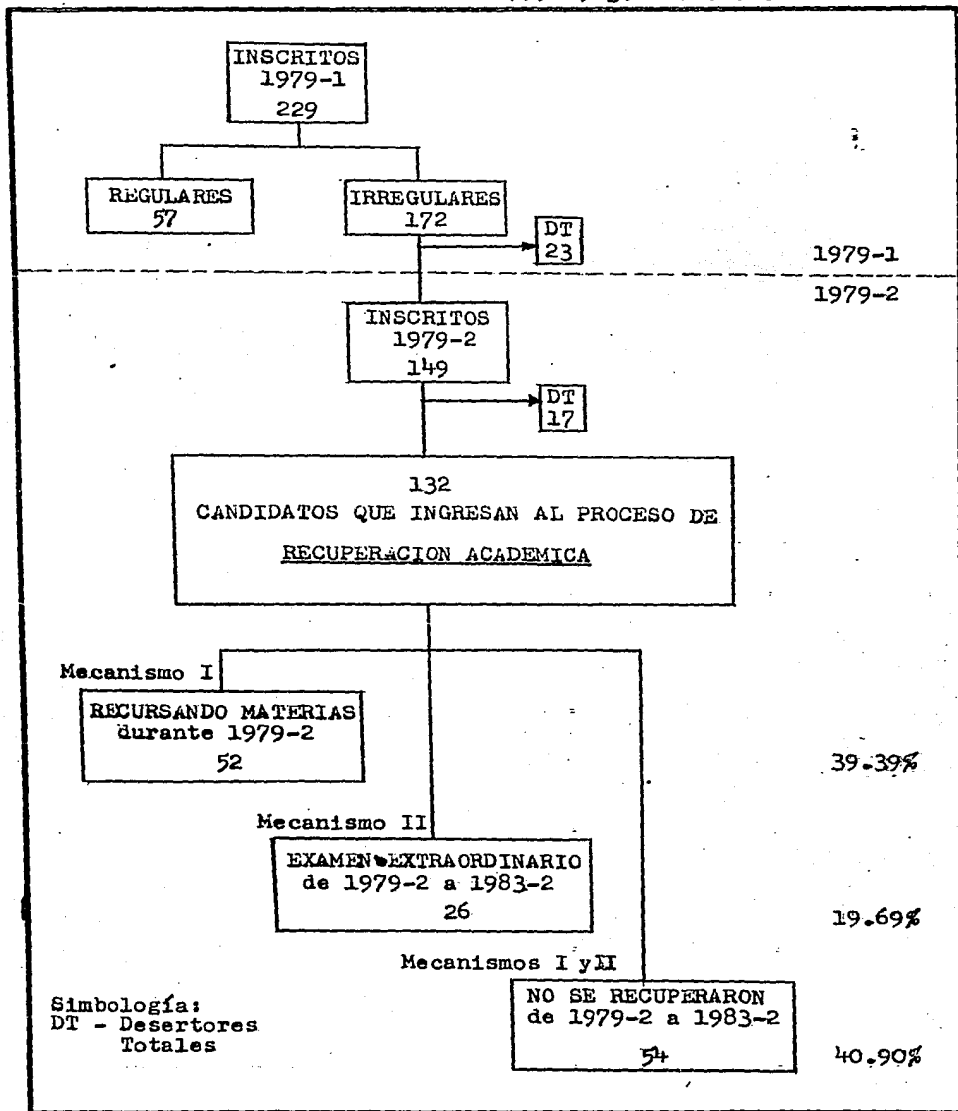 INSCRITOS
1979-1
229
REGULARES
57
IRREGULARES
172
DT
23
1979-1
1979-2
INSCRITOS
1979-2
149
DT
17
132
CANDIDATOS QUE INGRESAN AL PROCESO DE
RECUPERACION ACADEMICA
Mecanismo I
RECURSANDO MATERIAS
durante 1979-2
52
39.39%
Mecanismo II
EXAMEN EXTRAORDINARIO
de 1979-2 a 1983-2
26
19.69%
Mecanismos I y II
NO SE RECUPERARON
de 1979-2 a 1983-2
54
40.90%
Simbología:
DT - Desertores
Totales